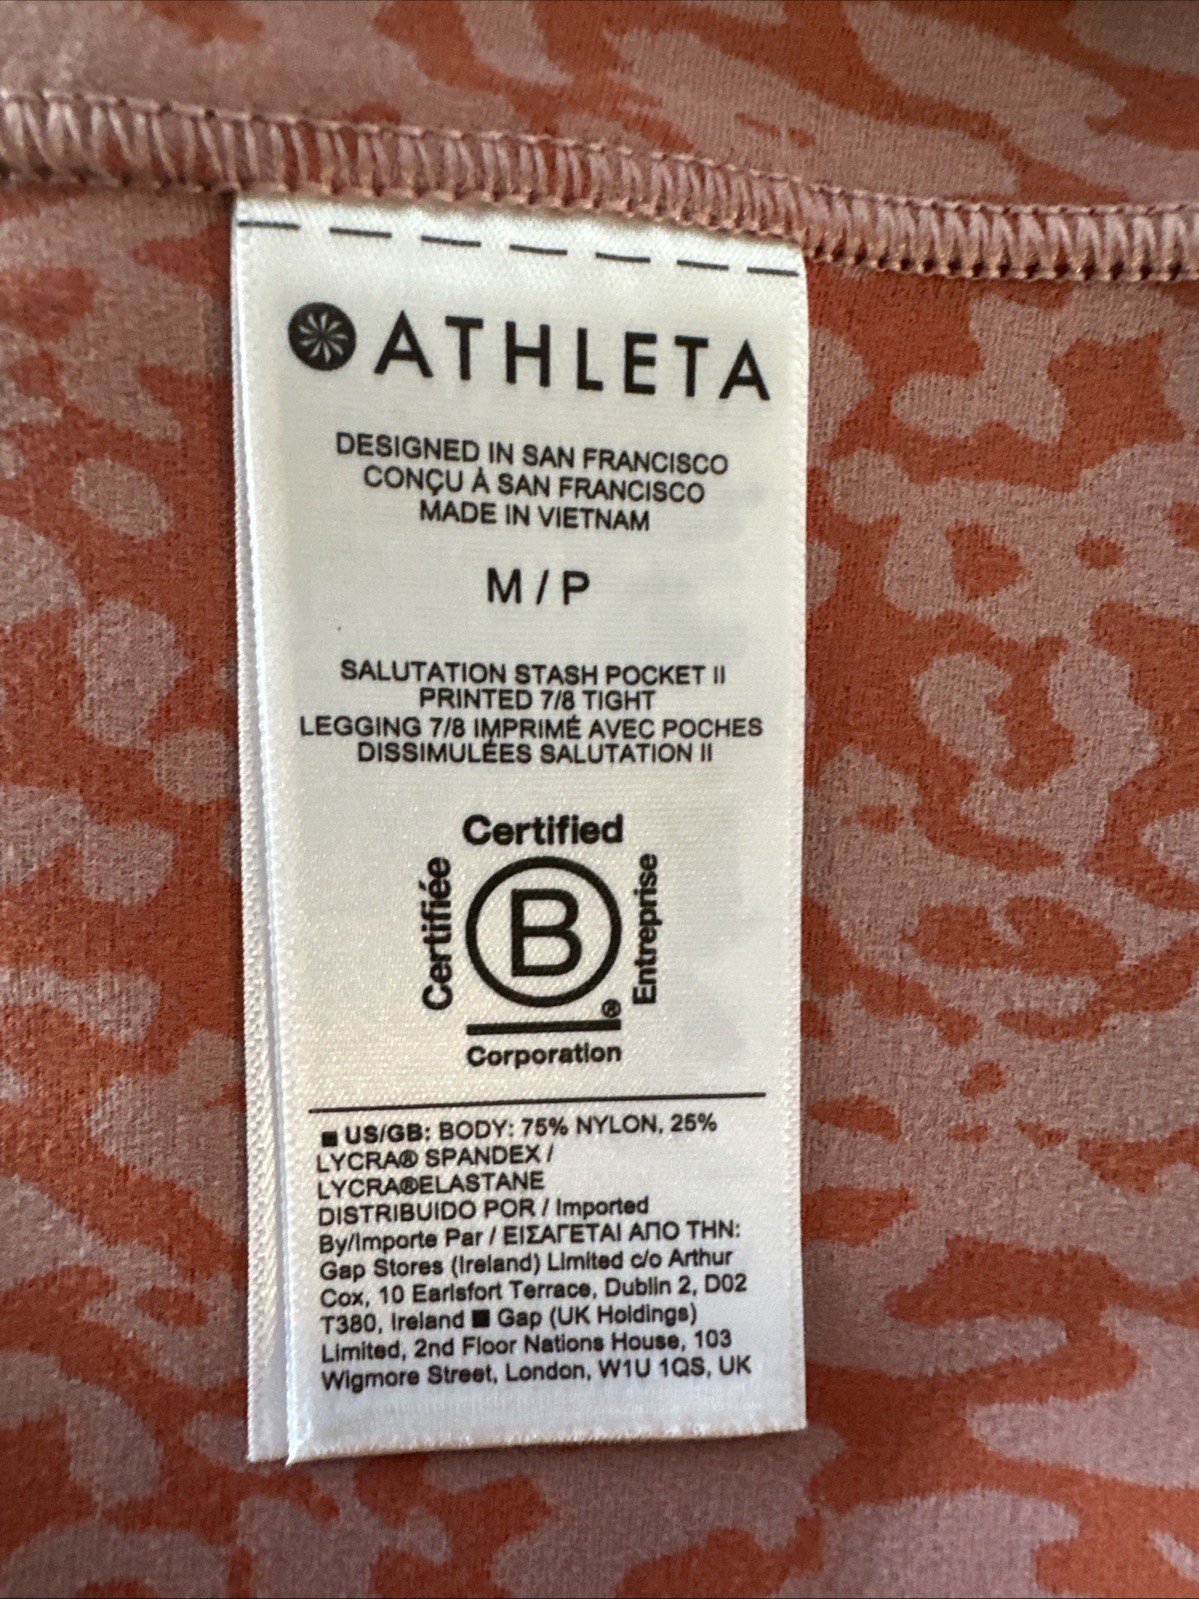 ATHLETA
DESIGNED IN SAN FRANCISCO
CONÇU À SAN FRANCISCO
MADE IN VIETNAM
M / P
SALUTATION STASH POCKET II
PRINTED 7/8 TIGHT
LEGGING 7/8 IMPRIMÉ AVEC POCHES
DISSIMULÉES SALUTATION II
Certified
Certifiée
B
Entreprise
®
Corporation
■ US/GB: BODY: 75% NYLON, 25%
LYCRA® SPANDEX /
LYCRA®ELASTANE
DISTRIBUIDO POR / Imported
By/Importe Par / ΕΙΣΑΓΕΤΑΙ ΑΠΟ ΤΗΝ:
Gap Stores (Ireland) Limited c/o Arthur
Cox, 10 Earlsfort Terrace, Dublin 2, D02
T380, Ireland ■ Gap (UK Holdings)
Limited, 2nd Floor Nations House, 103
Wigmore Street, London, W1U 1QS, UK